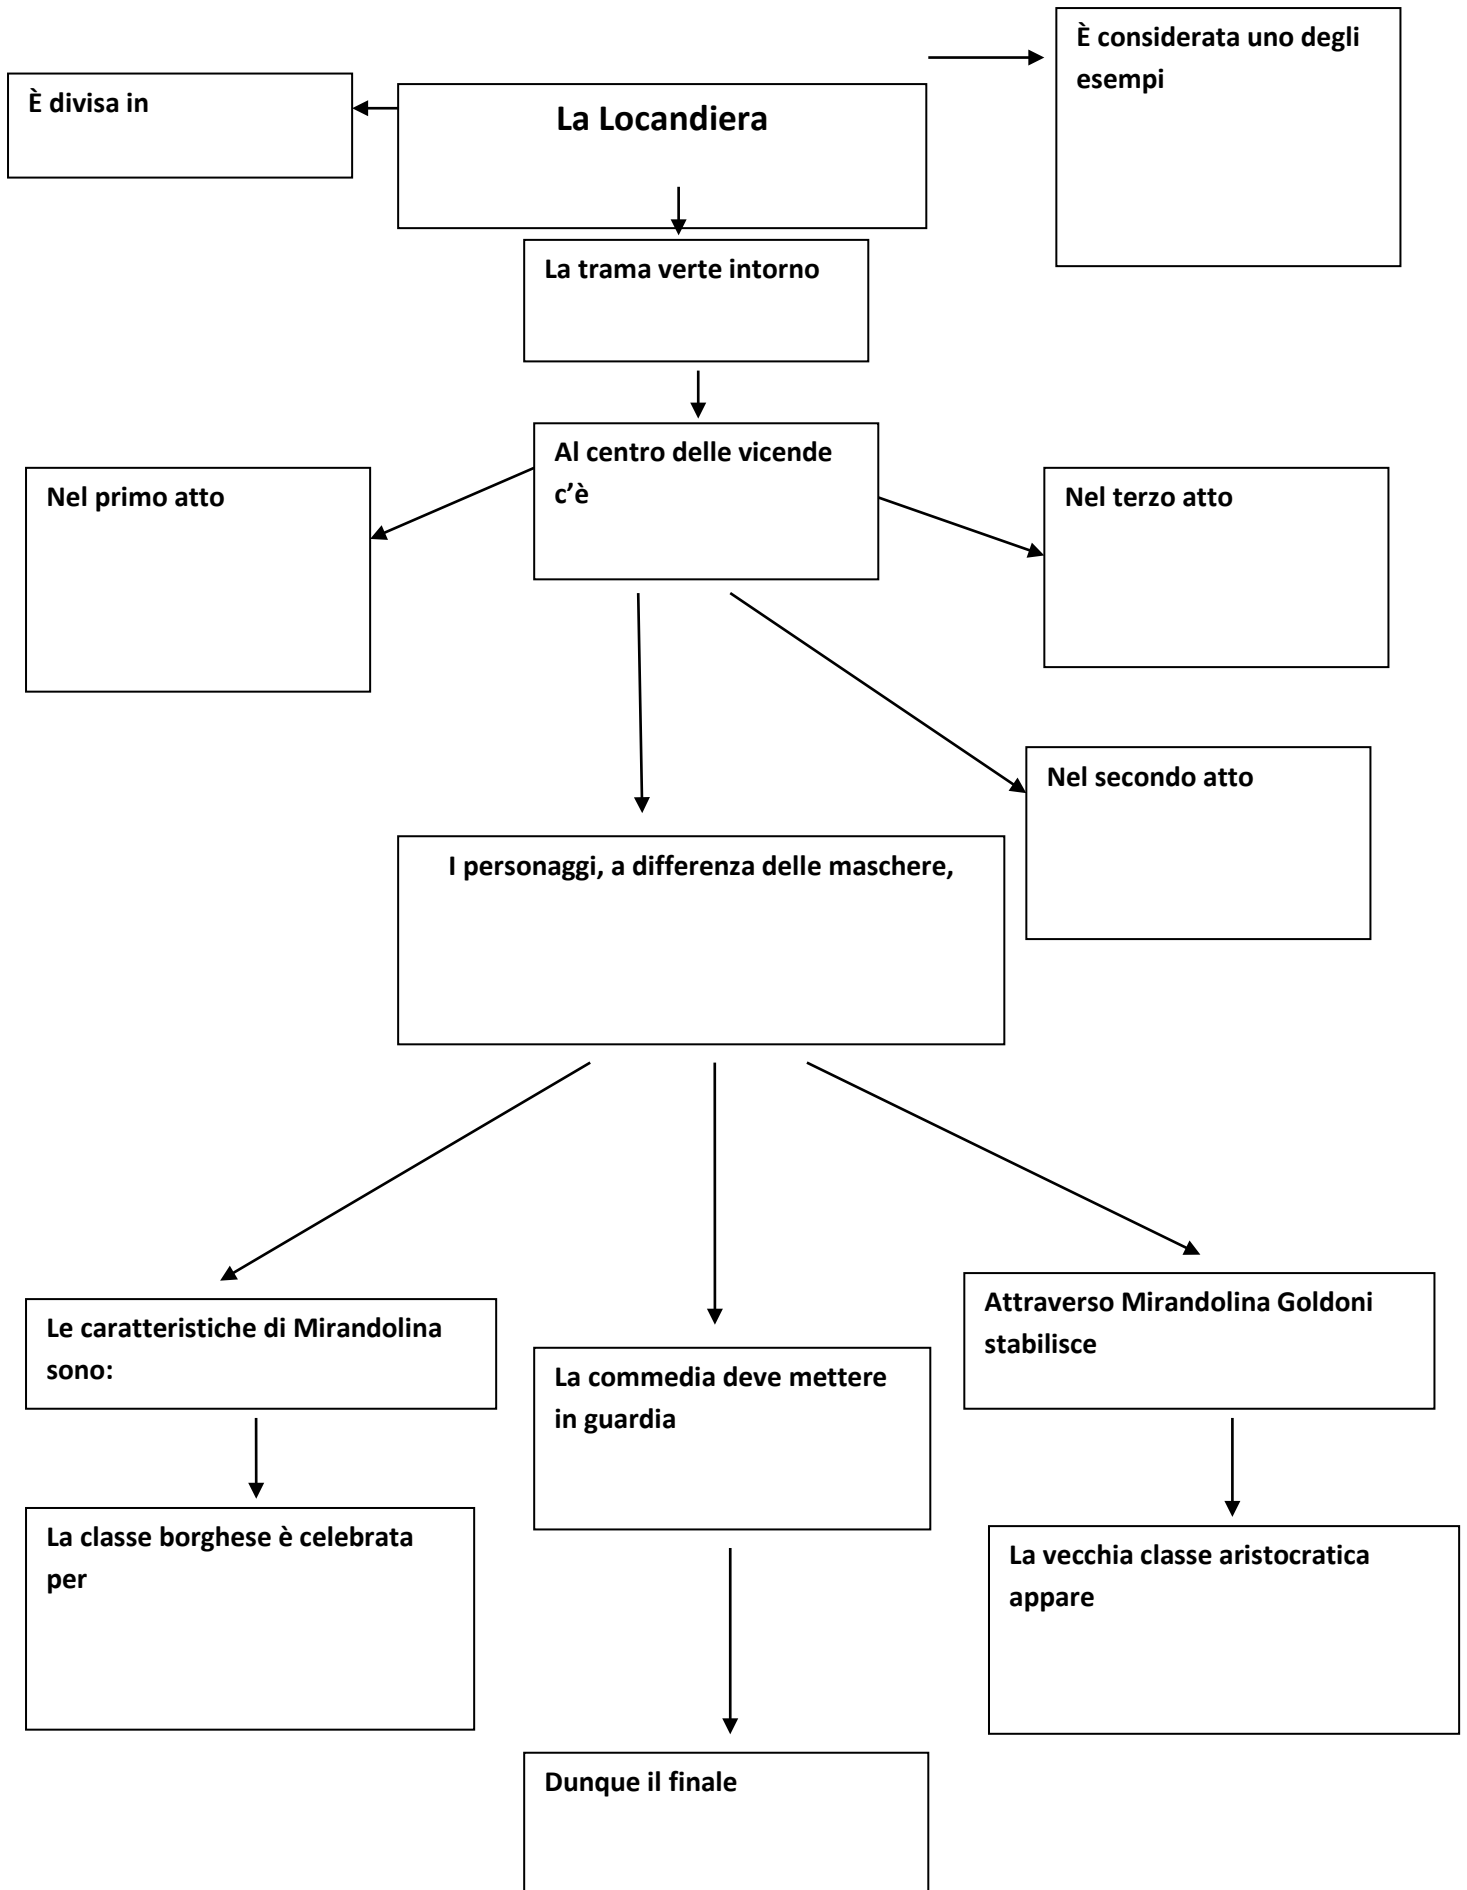 È considerata uno degli
esempi
È divisa in
La Locandiera
La trama verte intorno
Al centro delle vicende
c'è
Nel primo atto
Nel terzo atto
Nel secondo atto
I personaggi, a differenza delle maschere,
Le caratteristiche di Mirandolina
sono:
La commedia deve mettere
in guardia
Attraverso Mirandolina Goldoni
stabilisce
La classe borghese è celebrata
per
La vecchia classe aristocratica
appare
Dunque il finale